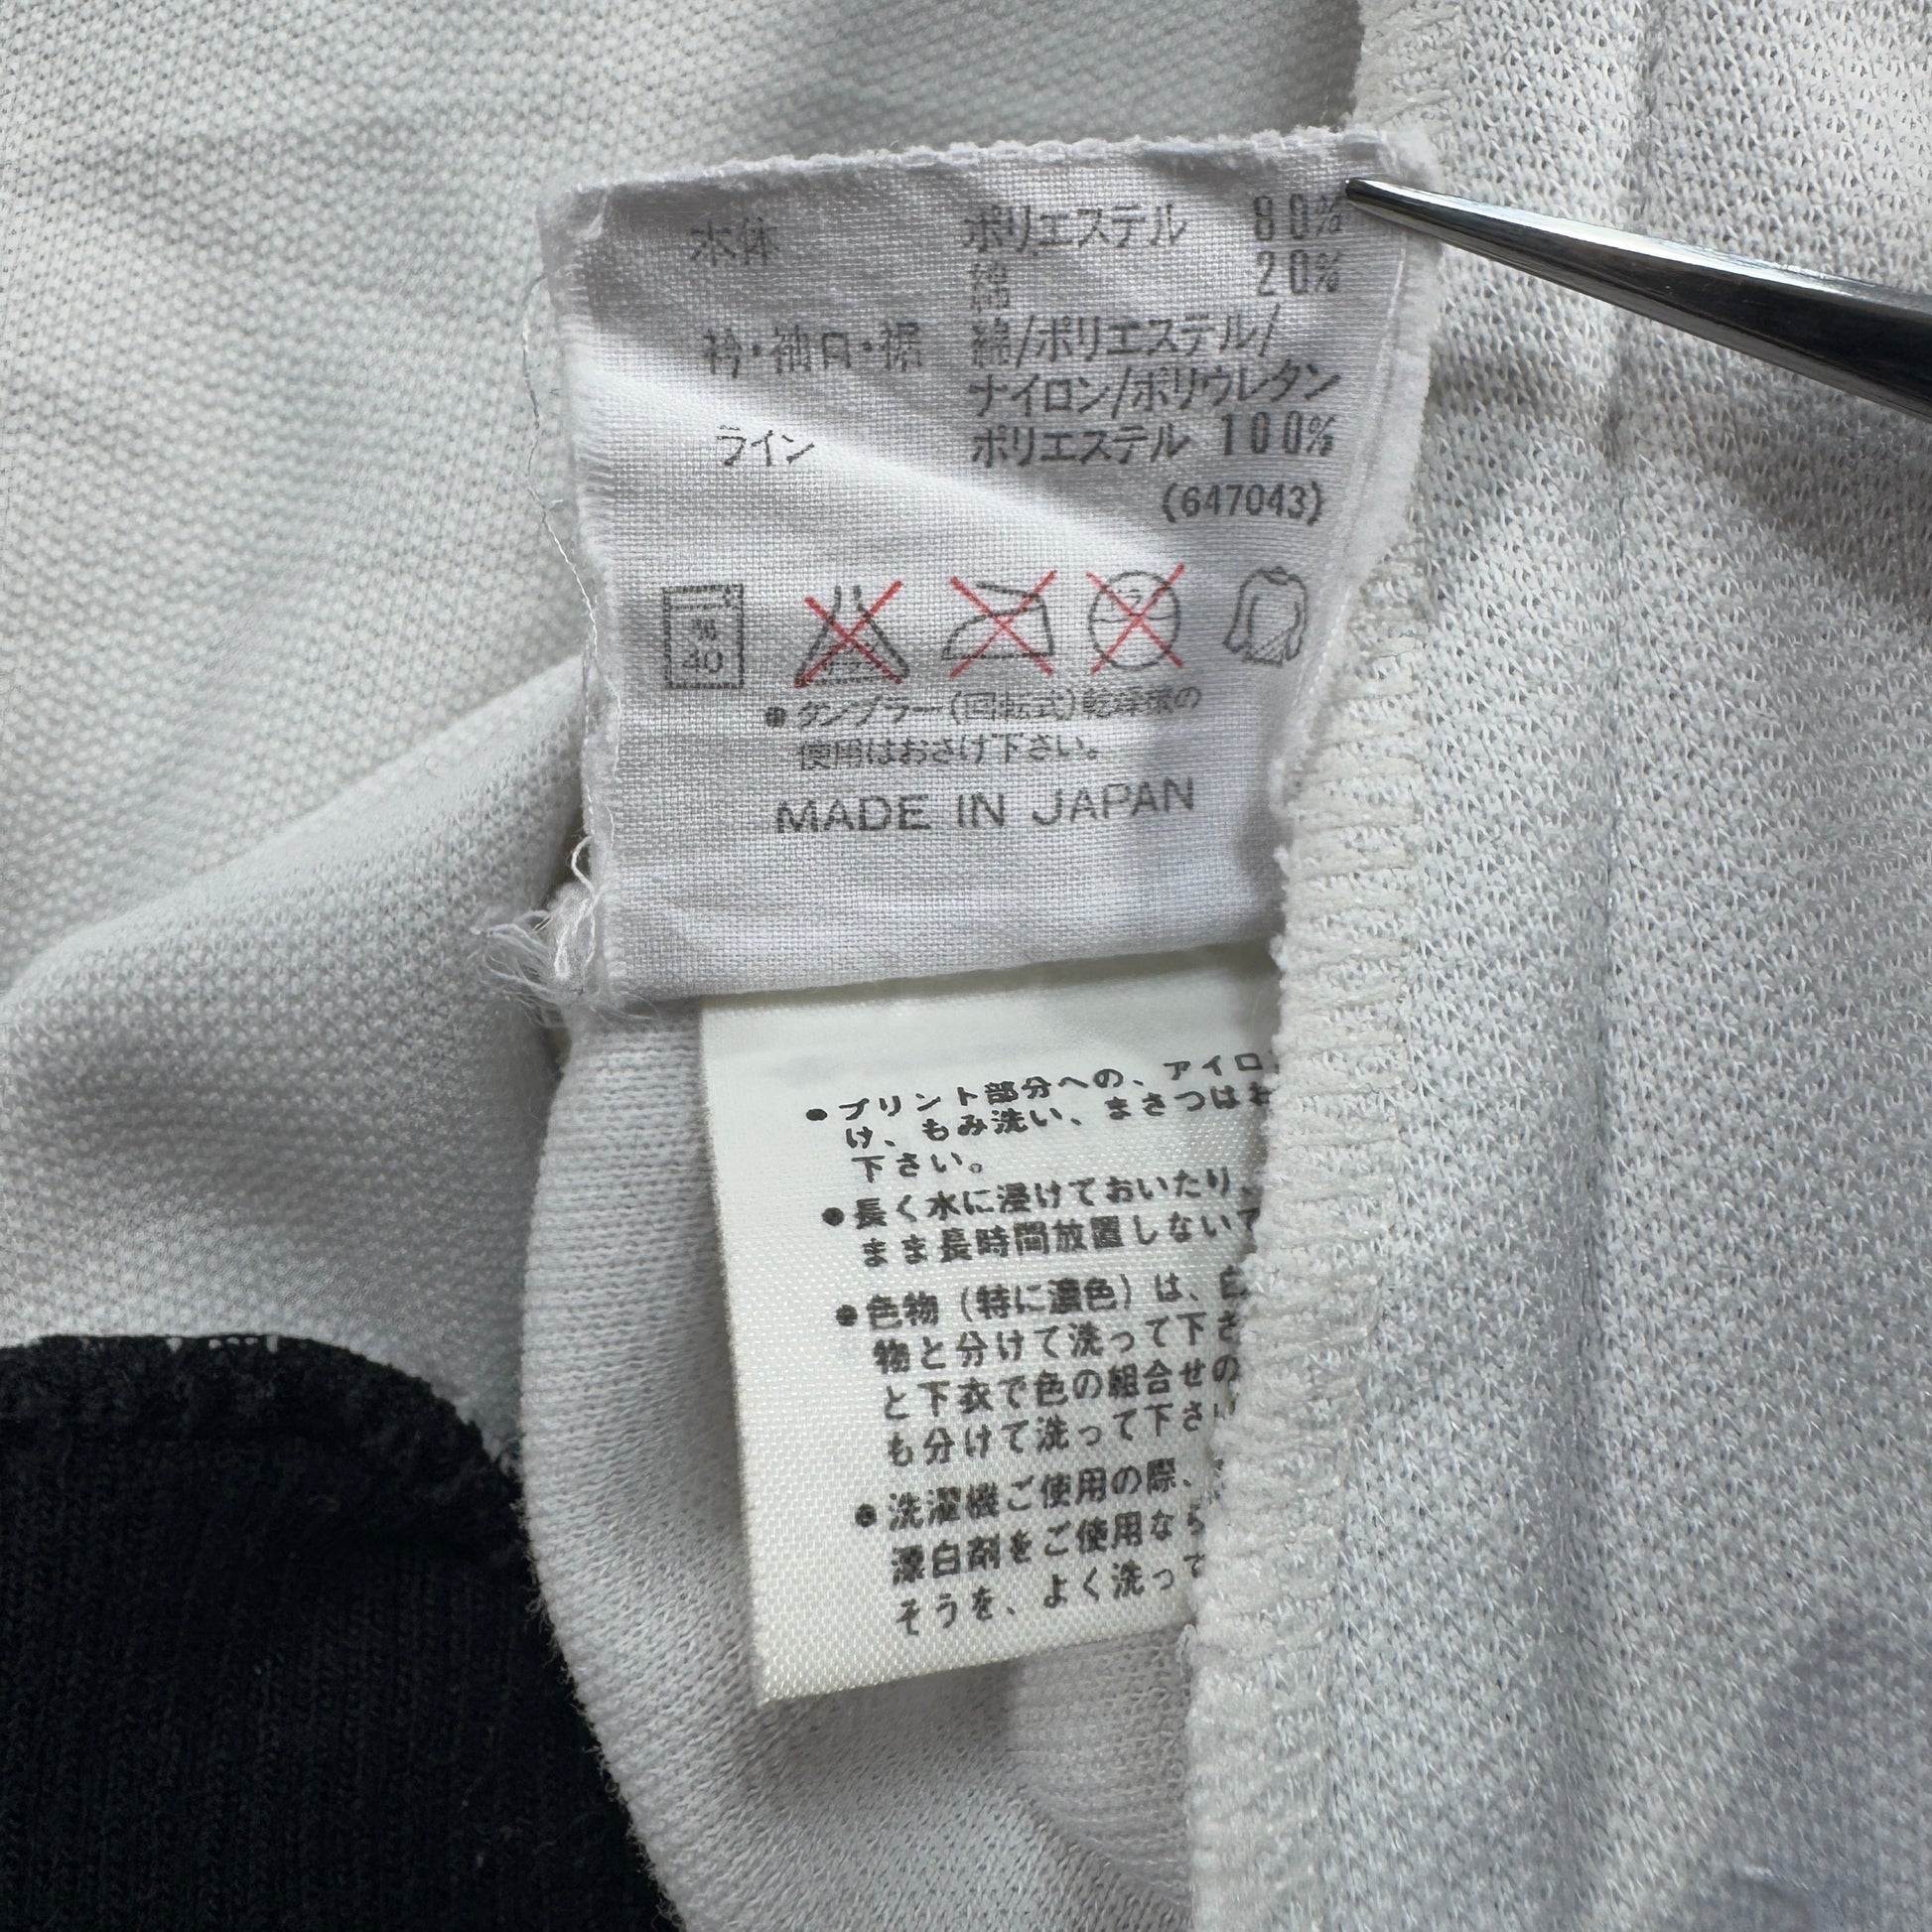 本体 ポリエステル 80%
綿 20%
衿・袖口・裾 綿/ポリエステル/
ナイロン/ポリウレタン
ライン ポリエステル 100%
(647043)
弱
40
●タンブラー(回転式)乾燥機の
使用はおさけ下さい。
MADE IN JAPAN
●プリント部分への、アイロ
け、もみ洗い、まさつはお
下さい。
●長く水に浸けておいたり、
まま長時間放置しないで
●色物(特に濃色)は、白
物と分けて洗って下さ
と下衣で色の組合せの
も分けて洗って下さい
●洗濯機ご使用の際、
漂白剤をご使用なら
そうを、よく洗って